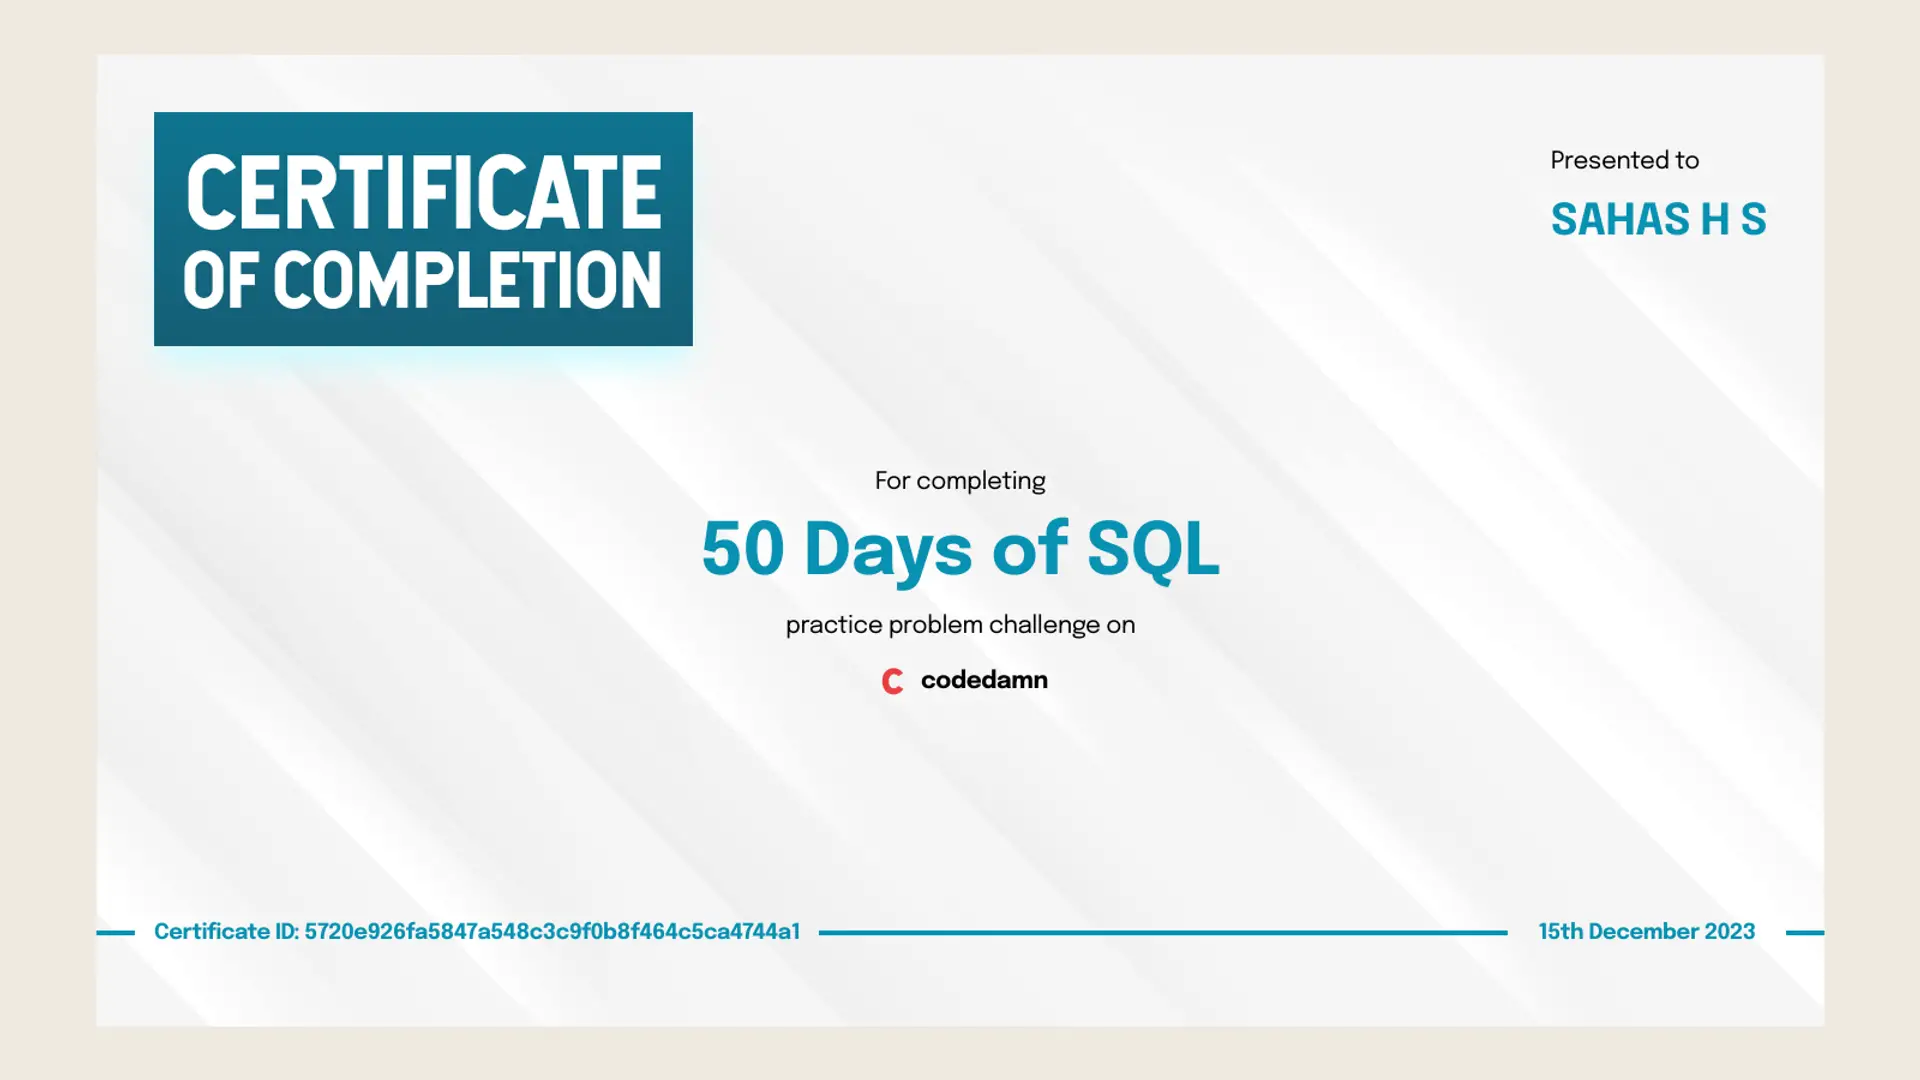 CERTIFICATE
OF COMPLETION
Presented to
SAHAS H S
For completing
50 Days of SQL
practice problem challenge on
C codedamn
Certificate ID: 5720e926fa5847a548c3c9f0b8f464c5ca4744a1
15th December 2023